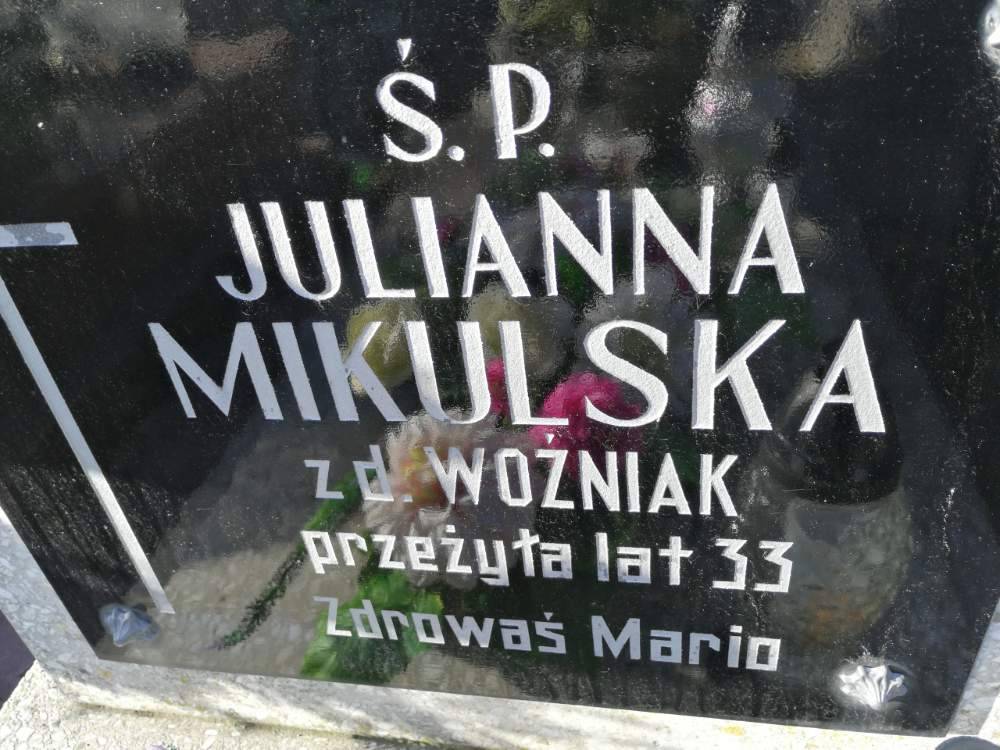 Ś.P.
JULIANNA
MIKULSKA
zd. WOŹNIAK
przeżyła lat 33
Zdrowaś Mario